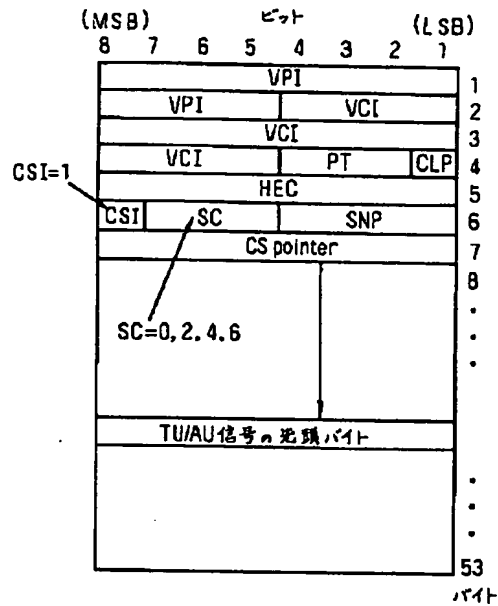 ビット
(MSB) (LSB)
8 7 6 5 4 3 2 1
VPI 1
VPI VCI 2
VCI 3
VCI PT CLP 4
CSI=1
HEC 5
CSI SC SNP 6
CS pointer 7
8
SC=0, 2. 4. 6
TU/AU信号の先頭バイト
53
バイト